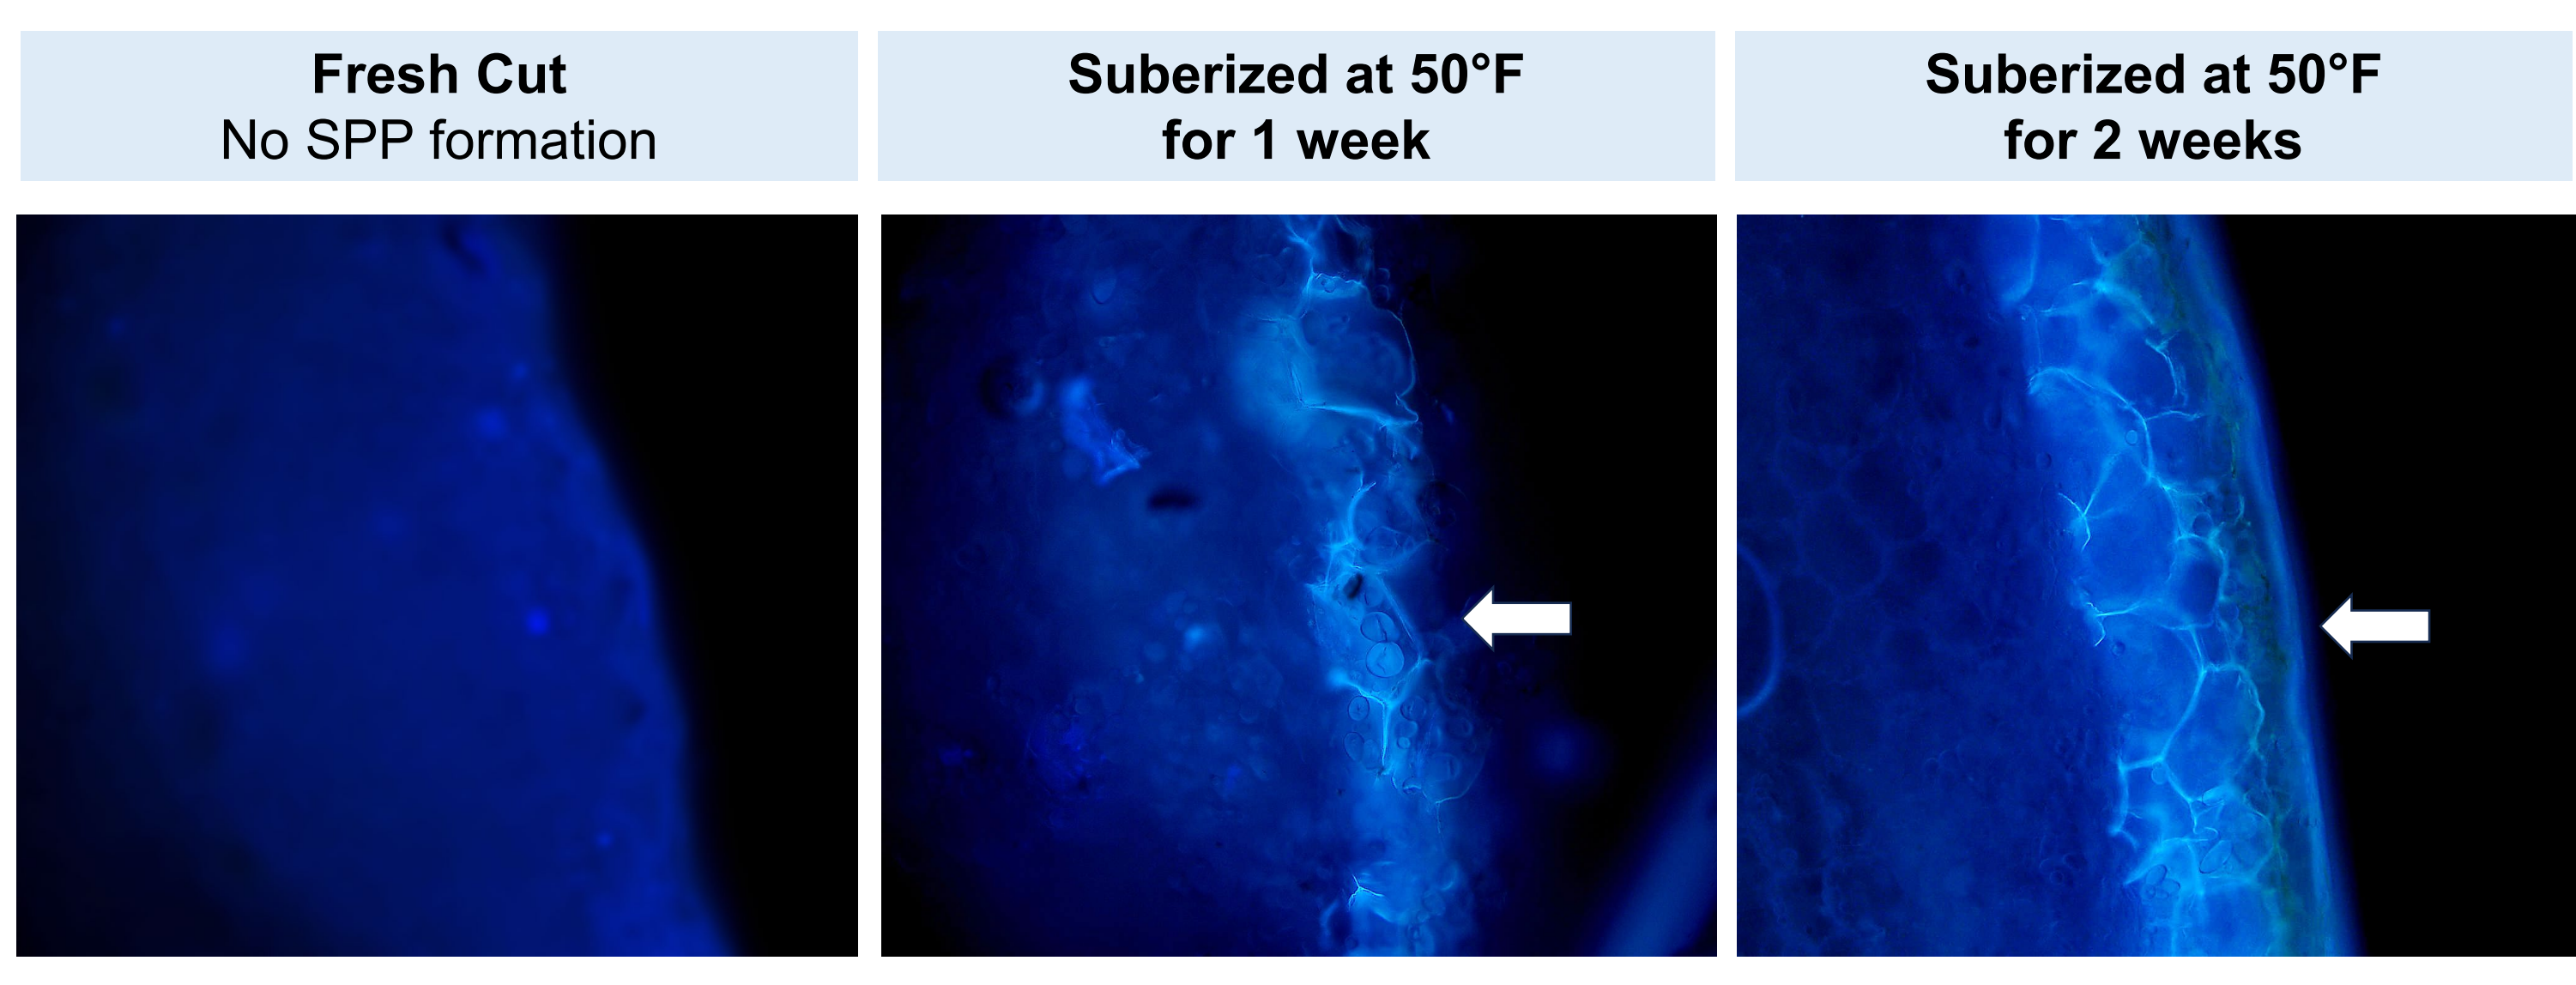 Fresh Cut
No SPP formation
Suberized at 50°F
for 1 week
Suberized at 50°F
for 2 weeks